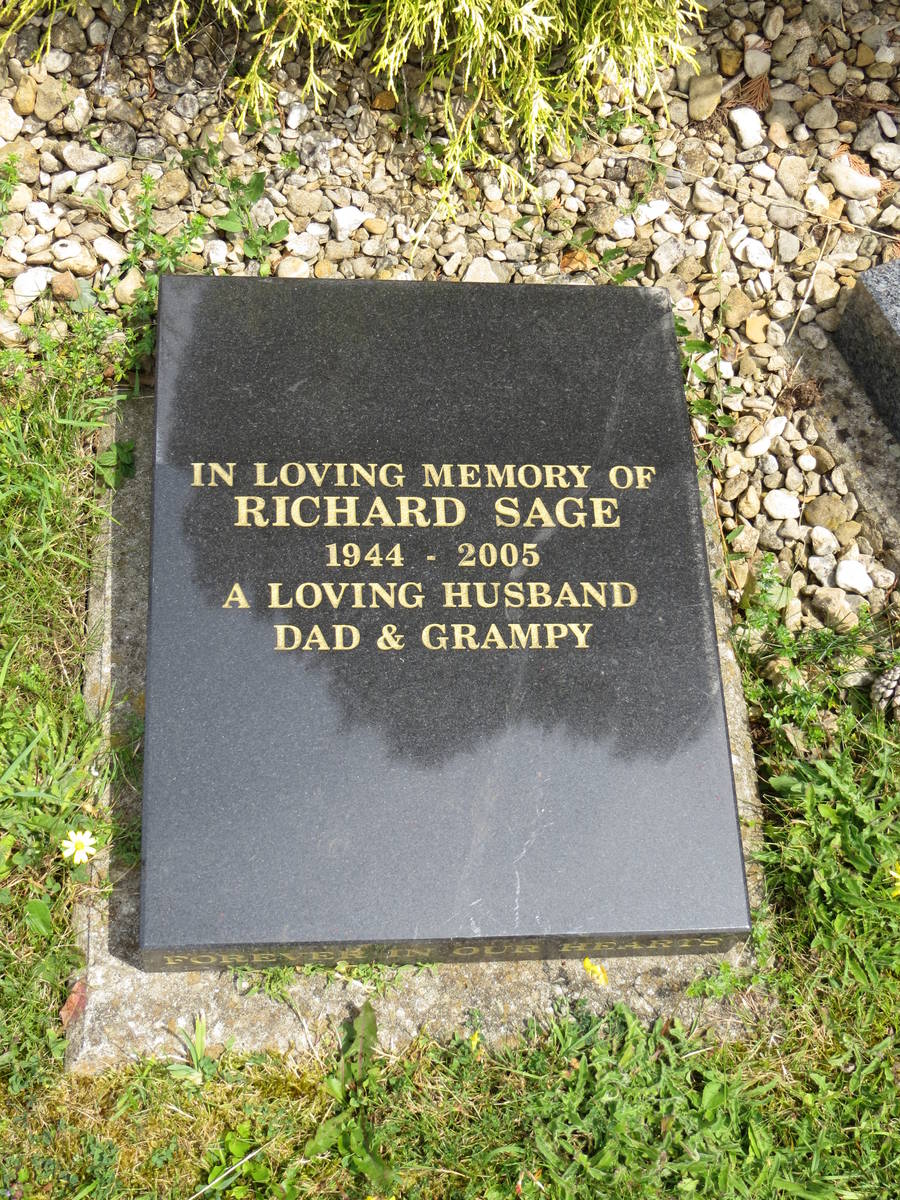 IN LOVING MEMORY OF
RICHARD SAGE
1944 - 2005
A LOVING HUSBAND
DAD & GRAMPY
FOREVER IN OUR HEARTS